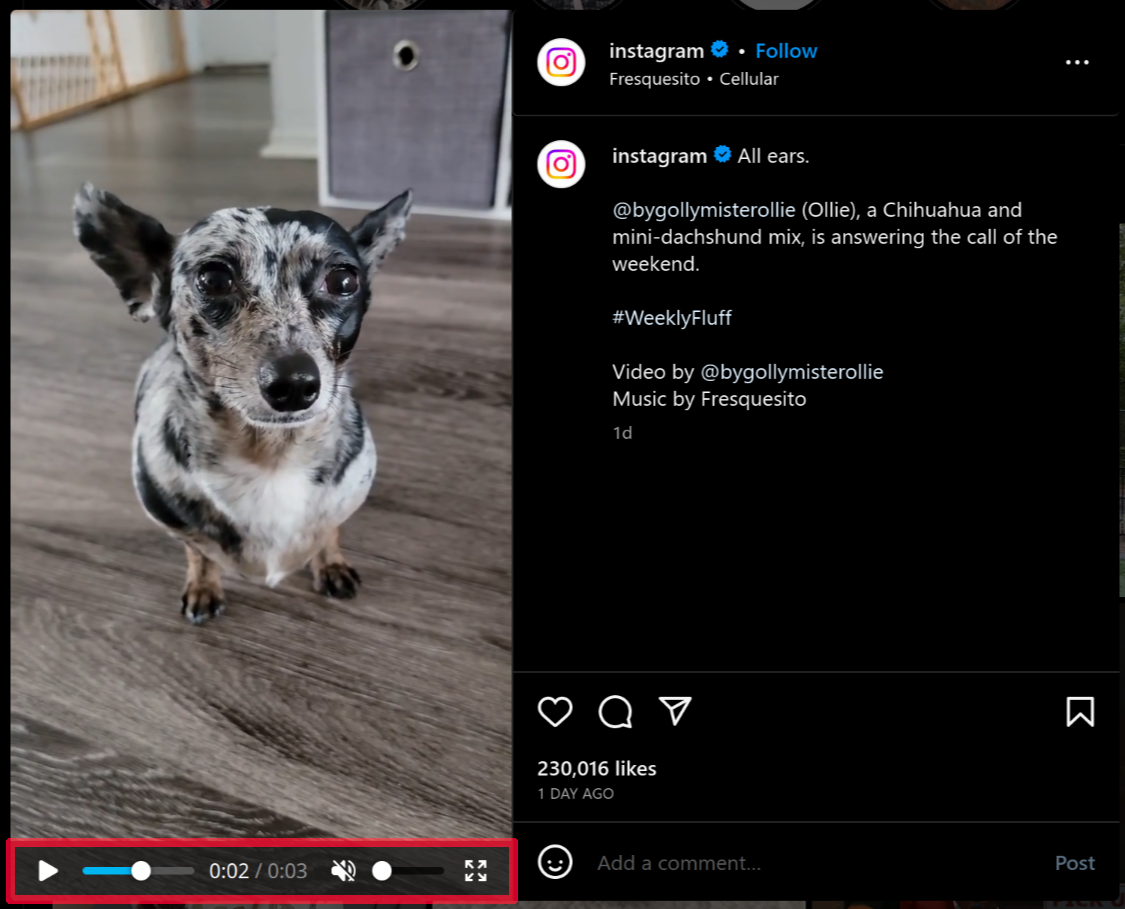 instagram • Follow
Fresquesito • Cellular
instagram All ears.
@bygollymisterollie (Ollie), a Chihuahua and
mini-dachshund mix, is answering the call of the
weekend.
#WeeklyFluff
Video by @bygollymisterollie
Music by Fresquesito
1d
230,016 likes
1 DAY AGO
0:02 / 0:03
Add a comment...
Post